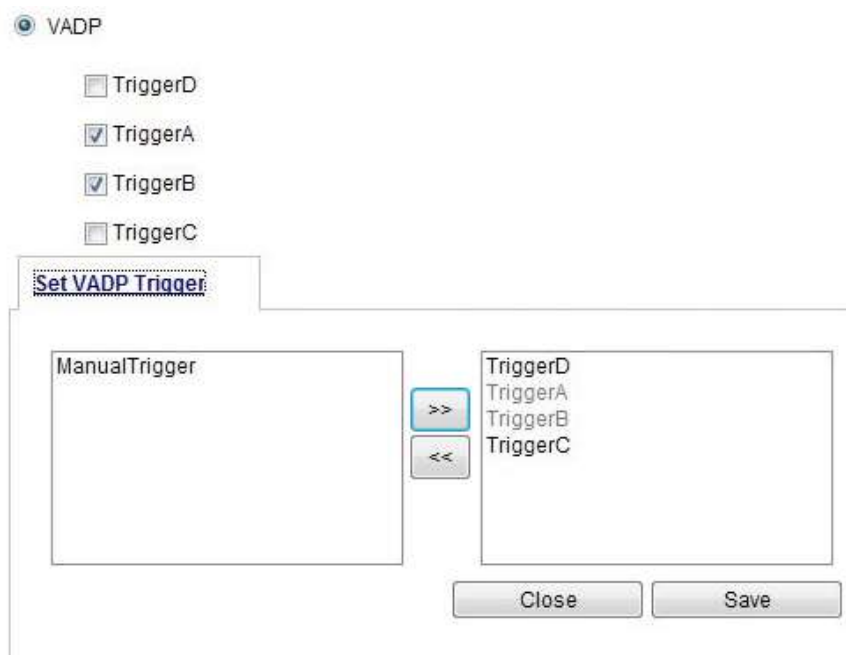 VADP
TriggerD
TriggerA
TriggerB
TriggerC
Set VADP Trigger
ManualTrigger
TriggerD
TriggerA
TriggerB
TriggerC
>>
<<
Close
Save